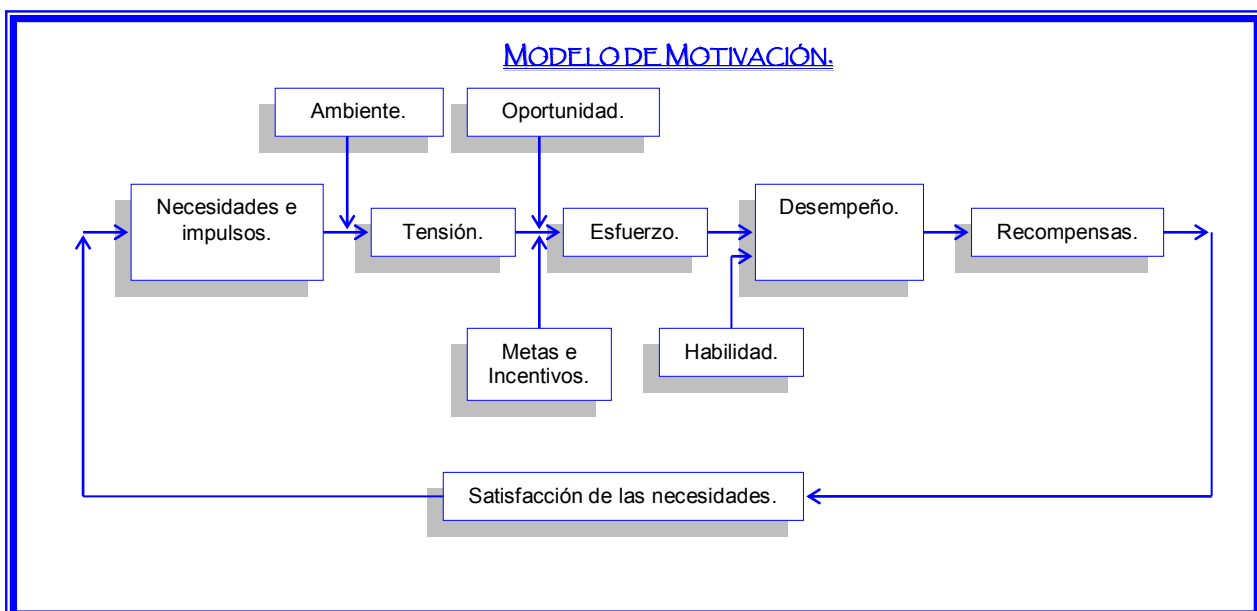 MODELO DE MOTIVACIÓN.
Ambiente.
Oportunidad.
Necesidades e
impulsos.
Tensión.
Esfuerzo.
Desempeño.
Recompensas.
Metas e
Incentivos.
Habilidad.
Satisfacción de las necesidades.